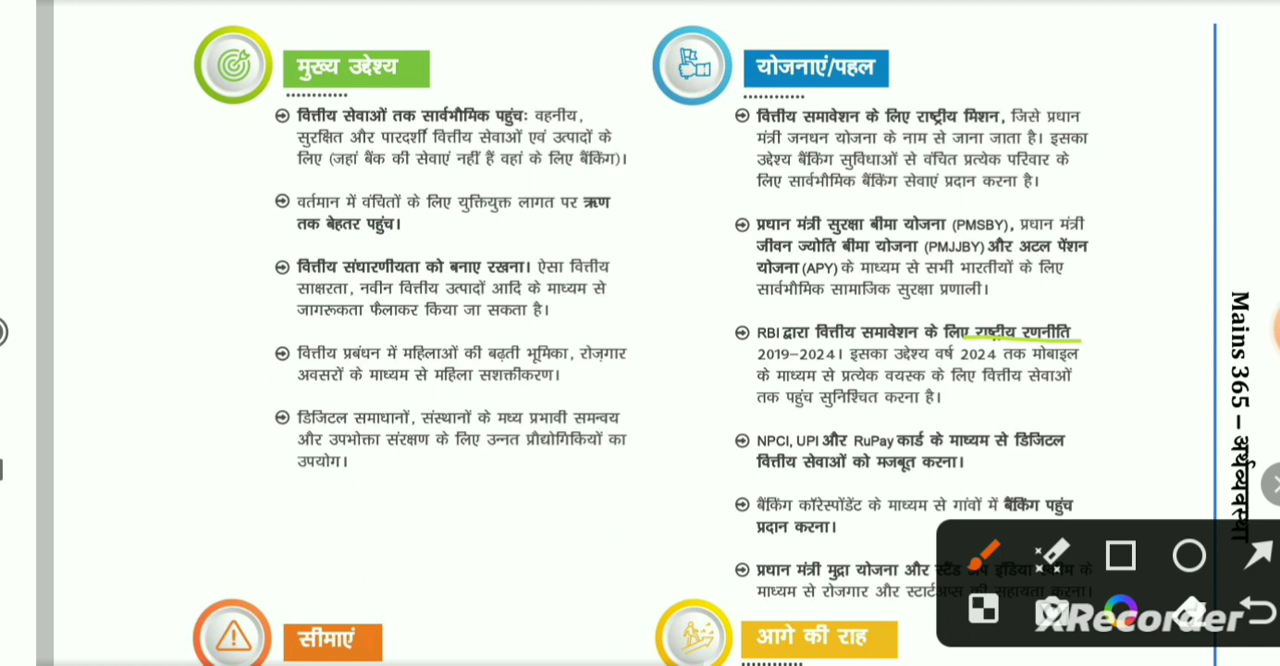 मुख्य उद्देश्य
वित्तीय सेवाओं तक सार्वभौमिक पहुंचः वहनीय,
सुरक्षित और पारदर्शी वित्तीय सेवाओं एवं उत्पादों के
लिए (जहां बैंक की सेवाएं नहीं हैं वहां के लिए बैंकिंग)।
वर्तमान में वंचितों के लिए युक्तियुक्त लागत पर ऋण
तक बेहतर पहुंच।
वित्तीय संधारणीयता को बनाए रखना। ऐसा वित्तीय
साक्षरता, नवीन वित्तीय उत्पादों आदि के माध्यम से
जागरूकता फैलाकर किया जा सकता है।
वित्तीय प्रबंधन में महिलाओं की बढ़ती भूमिका, रोज़गार
अवसरों के माध्यम से महिला सशक्तीकरण।
डिजिटल समाधानों, संस्थानों के मध्य प्रभावी समन्वय
और उपभोक्ता संरक्षण के लिए उन्नत प्रौद्योगिकियों का
उपयोग।
योजनाएं/पहल
वित्तीय समावेशन के लिए राष्ट्रीय मिशन, जिसे प्रधान
मंत्री जनधन योजना के नाम से जाना जाता है। इसका
उद्देश्य बैंकिंग सुविधाओं से वंचित प्रत्येक परिवार के
लिए सार्वभौमिक बैंकिंग सेवाएं प्रदान करना है।
प्रधान मंत्री सुरक्षा बीमा योजना (PMSBY), प्रधान मंत्री
जीवन ज्योति बीमा योजना (PMJJBY) और अटल पेंशन
योजना (APY) के माध्यम से सभी भारतीयों के लिए
सार्वभौमिक सामाजिक सुरक्षा प्रणाली।
RBI द्वारा वित्तीय समावेशन के लिए राष्ट्रीय रणनीति
2019–2024। इसका उद्देश्य वर्ष 2024 तक मोबाइल
के माध्यम से प्रत्येक वयस्क के लिए वित्तीय सेवाओं
तक पहुंच सुनिश्चित करना है।
NPCI, UPI और RuPay कार्ड के माध्यम से डिजिटल
वित्तीय सेवाओं को मजबूत करना।
बैंकिंग कॉरेस्पोंडेंट के माध्यम से गांवों में बैंकिंग पहुंच
प्रदान करना।
प्रधान मंत्री मुद्रा योजना और स्टैंड अप इंडिया स्कीम के
माध्यम से रोजगार और स्टार्टअप्स की सहायता करना।
सीमाएं
आगे की राह
Mains 365 – अर्थव्यवस्था
XRecorder